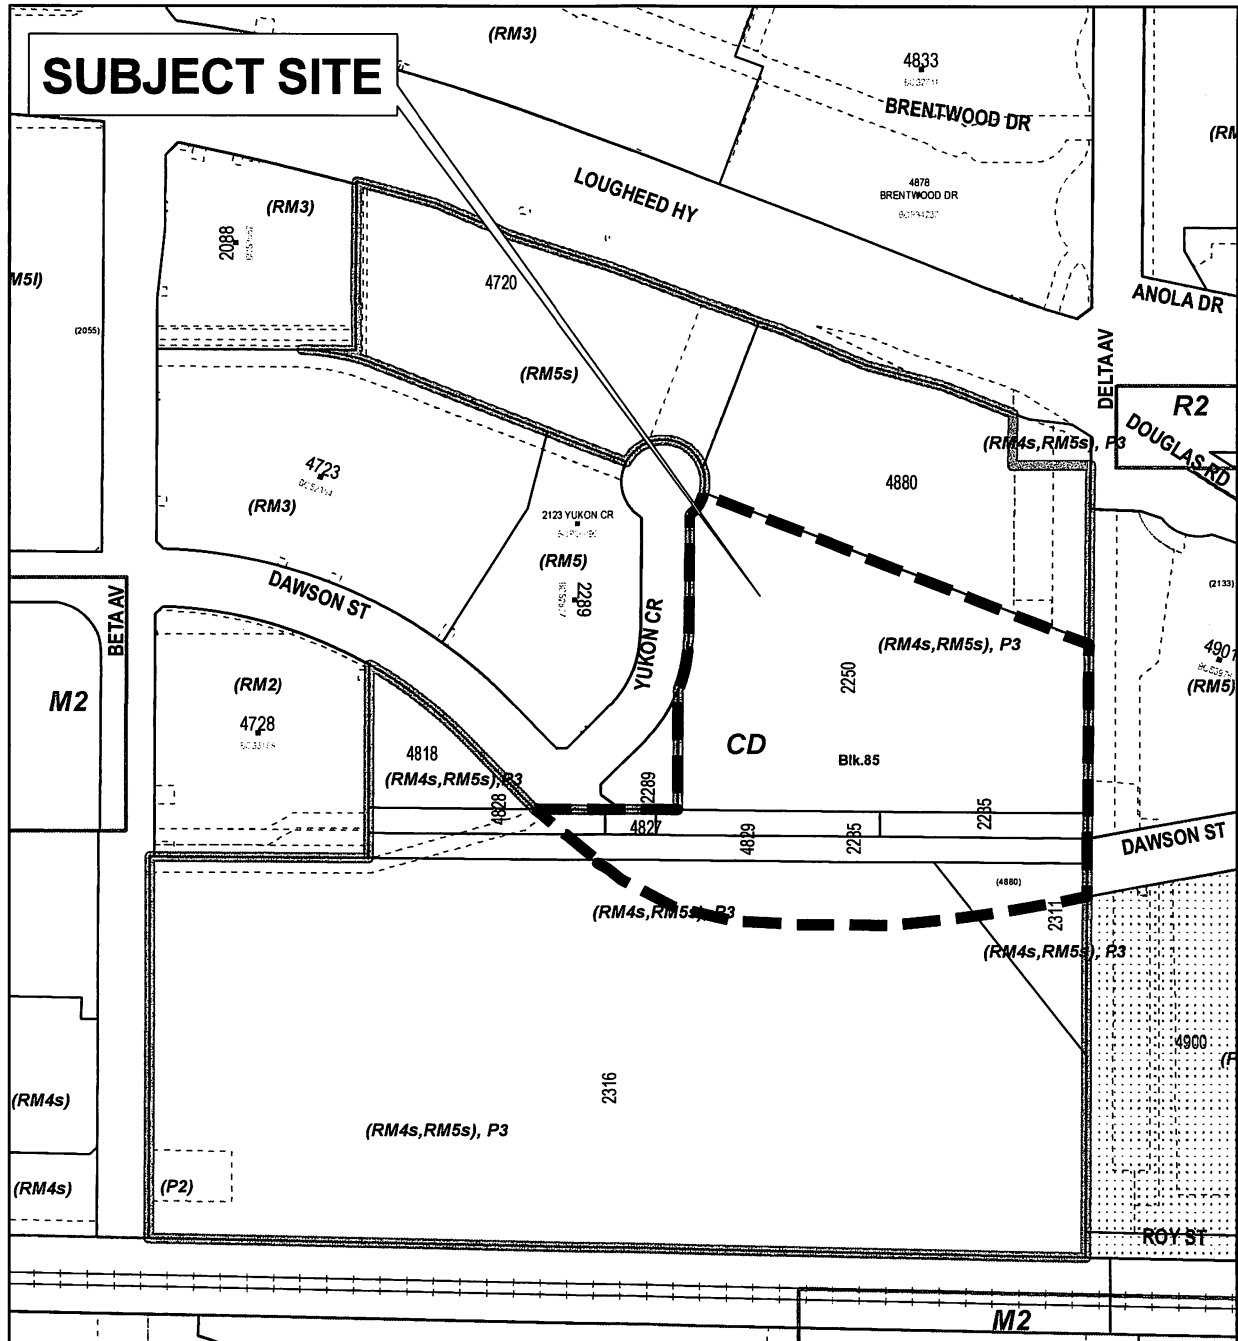 (RM3)
4833
SUBJECT SITE
BRENTWOOD DR
(RM
4878
BRENTWOOD DR
LOUGHEED HY
(RM3)
2088
M5l)
4720
ANOLA DR
(2055)
DELTA AV
(RM5s)
R2
DOUGLAS RD
(RM4s,RM5s), P3
4723
(RM3)
4880
2123 YUKON CR
(RM5)
2289
DAWSON ST
(2133)
BETA AV
YUKON CR
(RM4s,RM5s), P3
4901
(RM5)
(RM2)
2250
M2
4728
4818
CD
Blk.85
(RM4s,RM5s),P3
2289
4828
4827
4829
2285
2285
DAWSON ST
(4880)
(RM4s,RM5s), P3
2311
(RM4s,RM5s), P3
4900
(P
2316
(RM4s)
(RM4s,RM5s), P3
(RM4s)
(P2)
ROY ST
M2